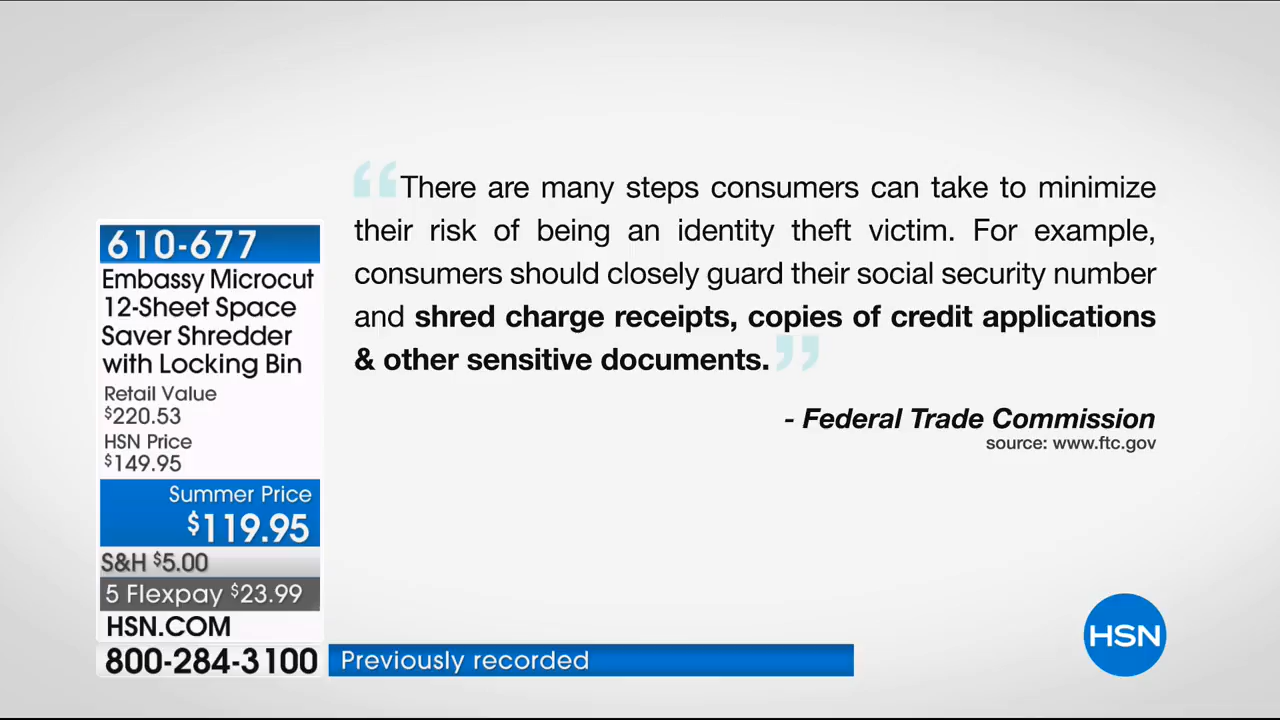 610-677
Embassy Microcut
12-Sheet Space
Saver Shredder
with Locking Bin
Retail Value
$220.53
HSN Price
$149.95
Summer Price
$119.95
S&H $5.00
5 Flexpay $23.99
HSN.COM
800-284-3100
Previously recorded
“There are many steps consumers can take to minimize
their risk of being an identity theft victim. For example,
consumers should closely guard their social security number
and shred charge receipts, copies of credit applications
& other sensitive documents.”
- Federal Trade Commission
source: www.ftc.gov
HSN